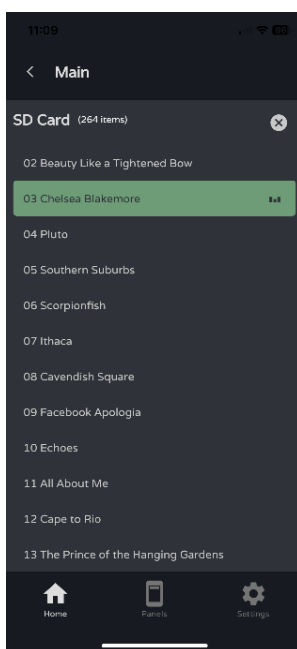 11:09
Main
SD Card (264 items)
02 Beauty Like a Tightened Bow
03 Chelsea Blakemore
04 Pluto
05 Southern Suburbs
06 Scorpionfish
07 Ithaca
08 Cavendish Square
09 Facebook Apologia
10 Echoes
11 All About Me
12 Cape to Rio
13 The Prince of the Hanging Gardens
Home Panels Settings